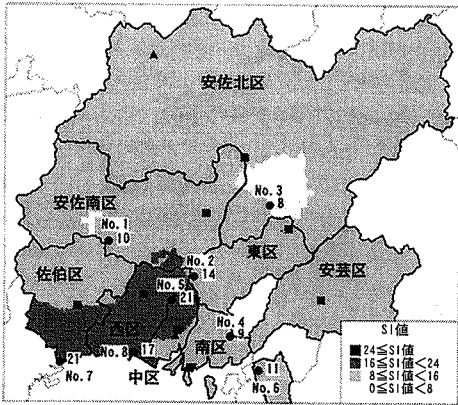 安佐北区
No.3
8
安佐南区
No.1
10
東区
No.2
14
佐伯区
安芸区
No.5
21
西区
No.4
9
南区
No.8
17
21
No.7
中区
11
No.6
SI値
24≦SI値
16≦SI値<24
8≦SI値<16
0≦SI値<8